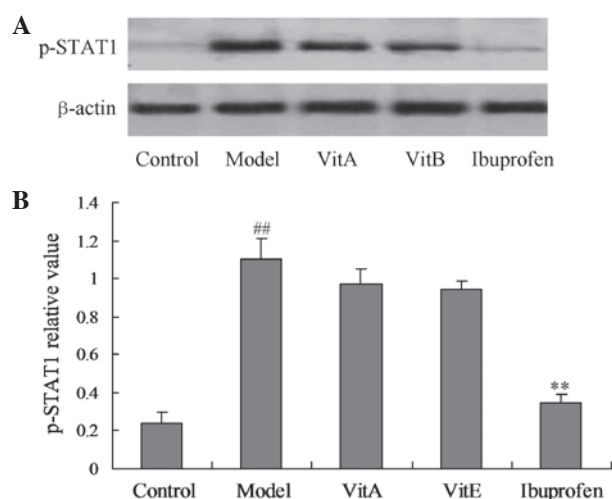 A
p-STAT1
β-actin
Control Model VitA VitB Ibuprofen
B
p-STAT1 relative value
1.4
1.2
1
0.8
0.6
0.4
0.2
0
##
**
Control Model VitA VitE Ibuprofen